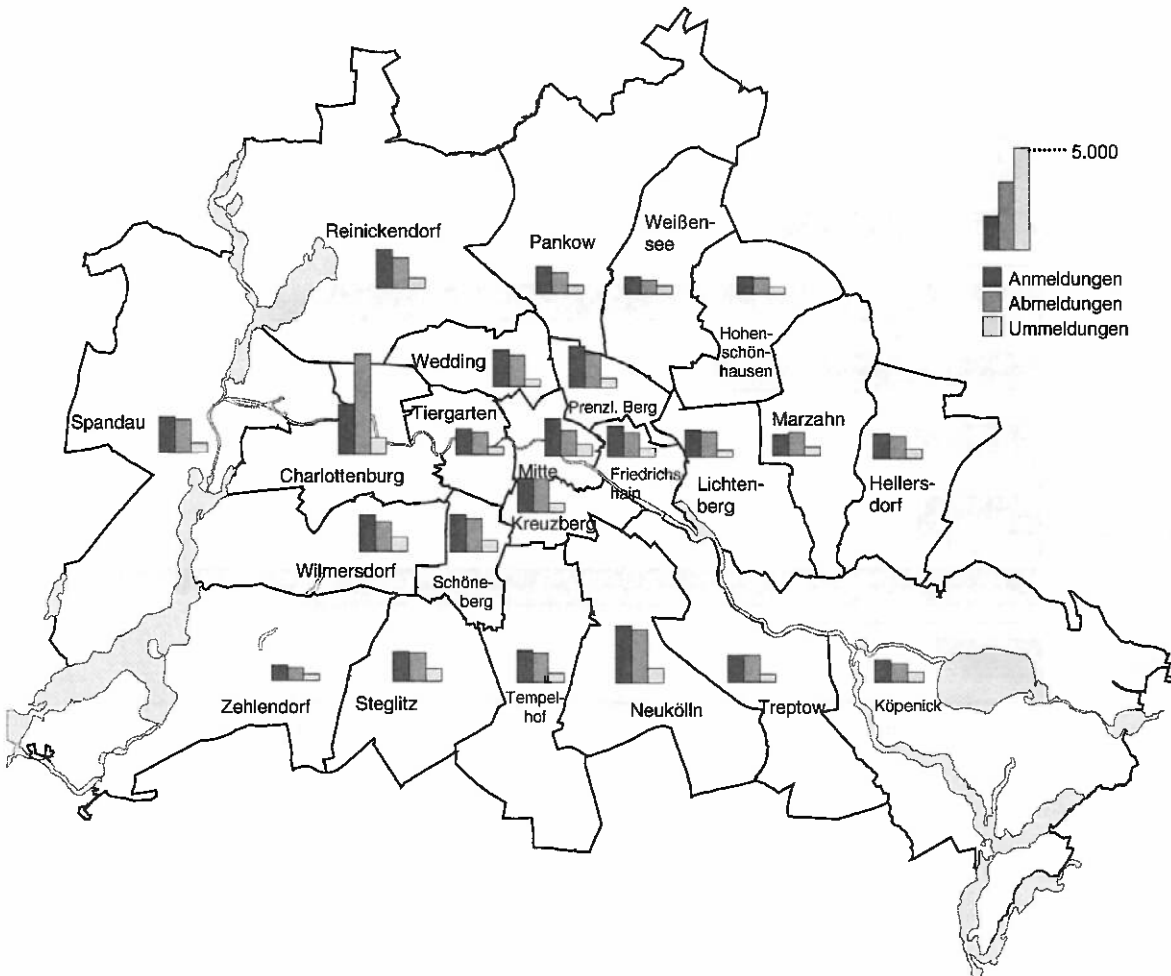 5.000
Anmeldungen
Abmeldungen
Ummeldungen
Reinickendorf
Pankow
Weißen-
see
Hohen-
schön-
hausen
Wedding
Prenzl. Berg
Marzahn
Spandau
Tiergarten
Charlottenburg
Mitte
Friedrichs
hain
Lichten-
berg
Hellers-
dorf
Kreuzberg
Wilmersdorf
Schöne-
berg
Zehlendorf
Steglitz
Tempel-
hof
Neukölln
Treptow
Köpenick